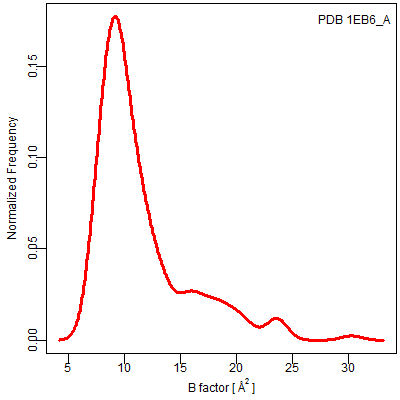 PDB 1EB6_A
Normalized Frequency
0.15
0.10
0.05
0.00
5 10 15 20 25 30
B factor [ Å² ]